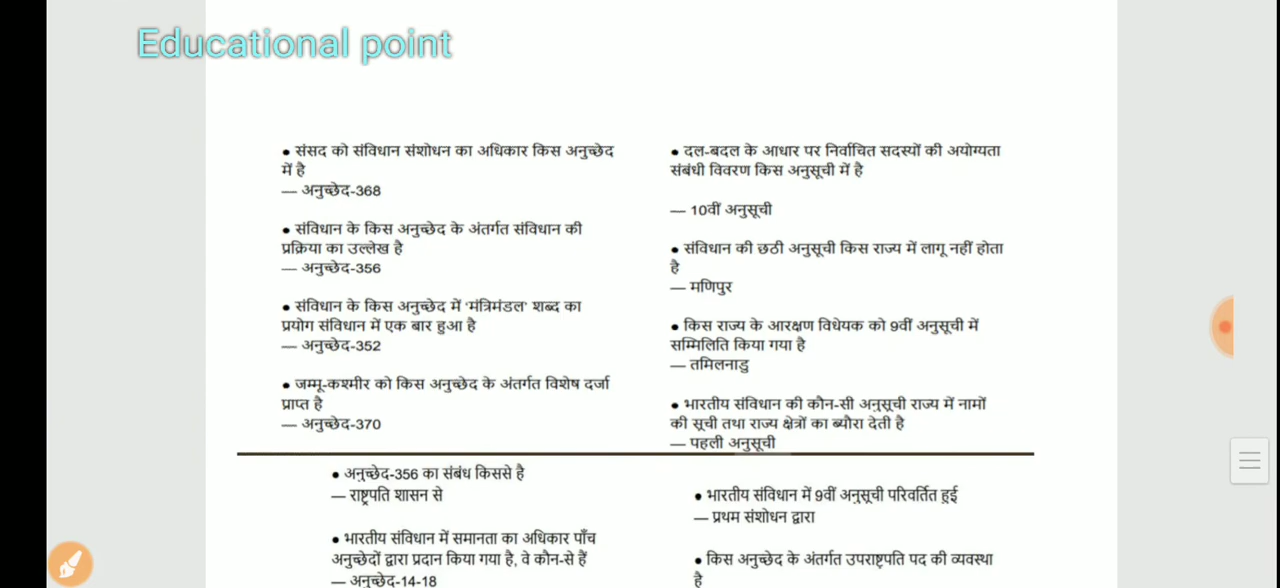 Educational point
● संसद को संविधान संशोधन का अधिकार किस अनुच्छेद
में है
— अनुच्छेद-368
● संविधान के किस अनुच्छेद के अंतर्गत संविधान की
प्रक्रिया का उल्लेख है
— अनुच्छेद-356
● संविधान के किस अनुच्छेद में 'मंत्रिमंडल' शब्द का
प्रयोग संविधान में एक बार हुआ है
— अनुच्छेद-352
● जम्मू-कश्मीर को किस अनुच्छेद के अंतर्गत विशेष दर्जा
प्राप्त है
— अनुच्छेद-370
● दल-बदल के आधार पर निर्वाचित सदस्यों की अयोग्यता
संबंधी विवरण किस अनुसूची में है
— 10वीं अनुसूची
● संविधान की छठी अनुसूची किस राज्य में लागू नहीं होता
है
— मणिपुर
● किस राज्य के आरक्षण विधेयक को 9वीं अनुसूची में
सम्मिलिति किया गया है
— तमिलनाडु
● भारतीय संविधान की कौन-सी अनुसूची राज्य में नामों
की सूची तथा राज्य क्षेत्रों का ब्यौरा देती है
— पहली अनुसूची
● अनुच्छेद-356 का संबंध किससे है
— राष्ट्रपति शासन से
● भारतीय संविधान में समानता का अधिकार पाँच
अनुच्छेदों द्वारा प्रदान किया गया है, वे कौन-से हैं
— अनुच्छेद-14-18
● भारतीय संविधान में 9वीं अनुसूची परिवर्तित हुई
— प्रथम संशोधन द्वारा
● किस अनुच्छेद के अंतर्गत उपराष्ट्रपति पद की व्यवस्था
है